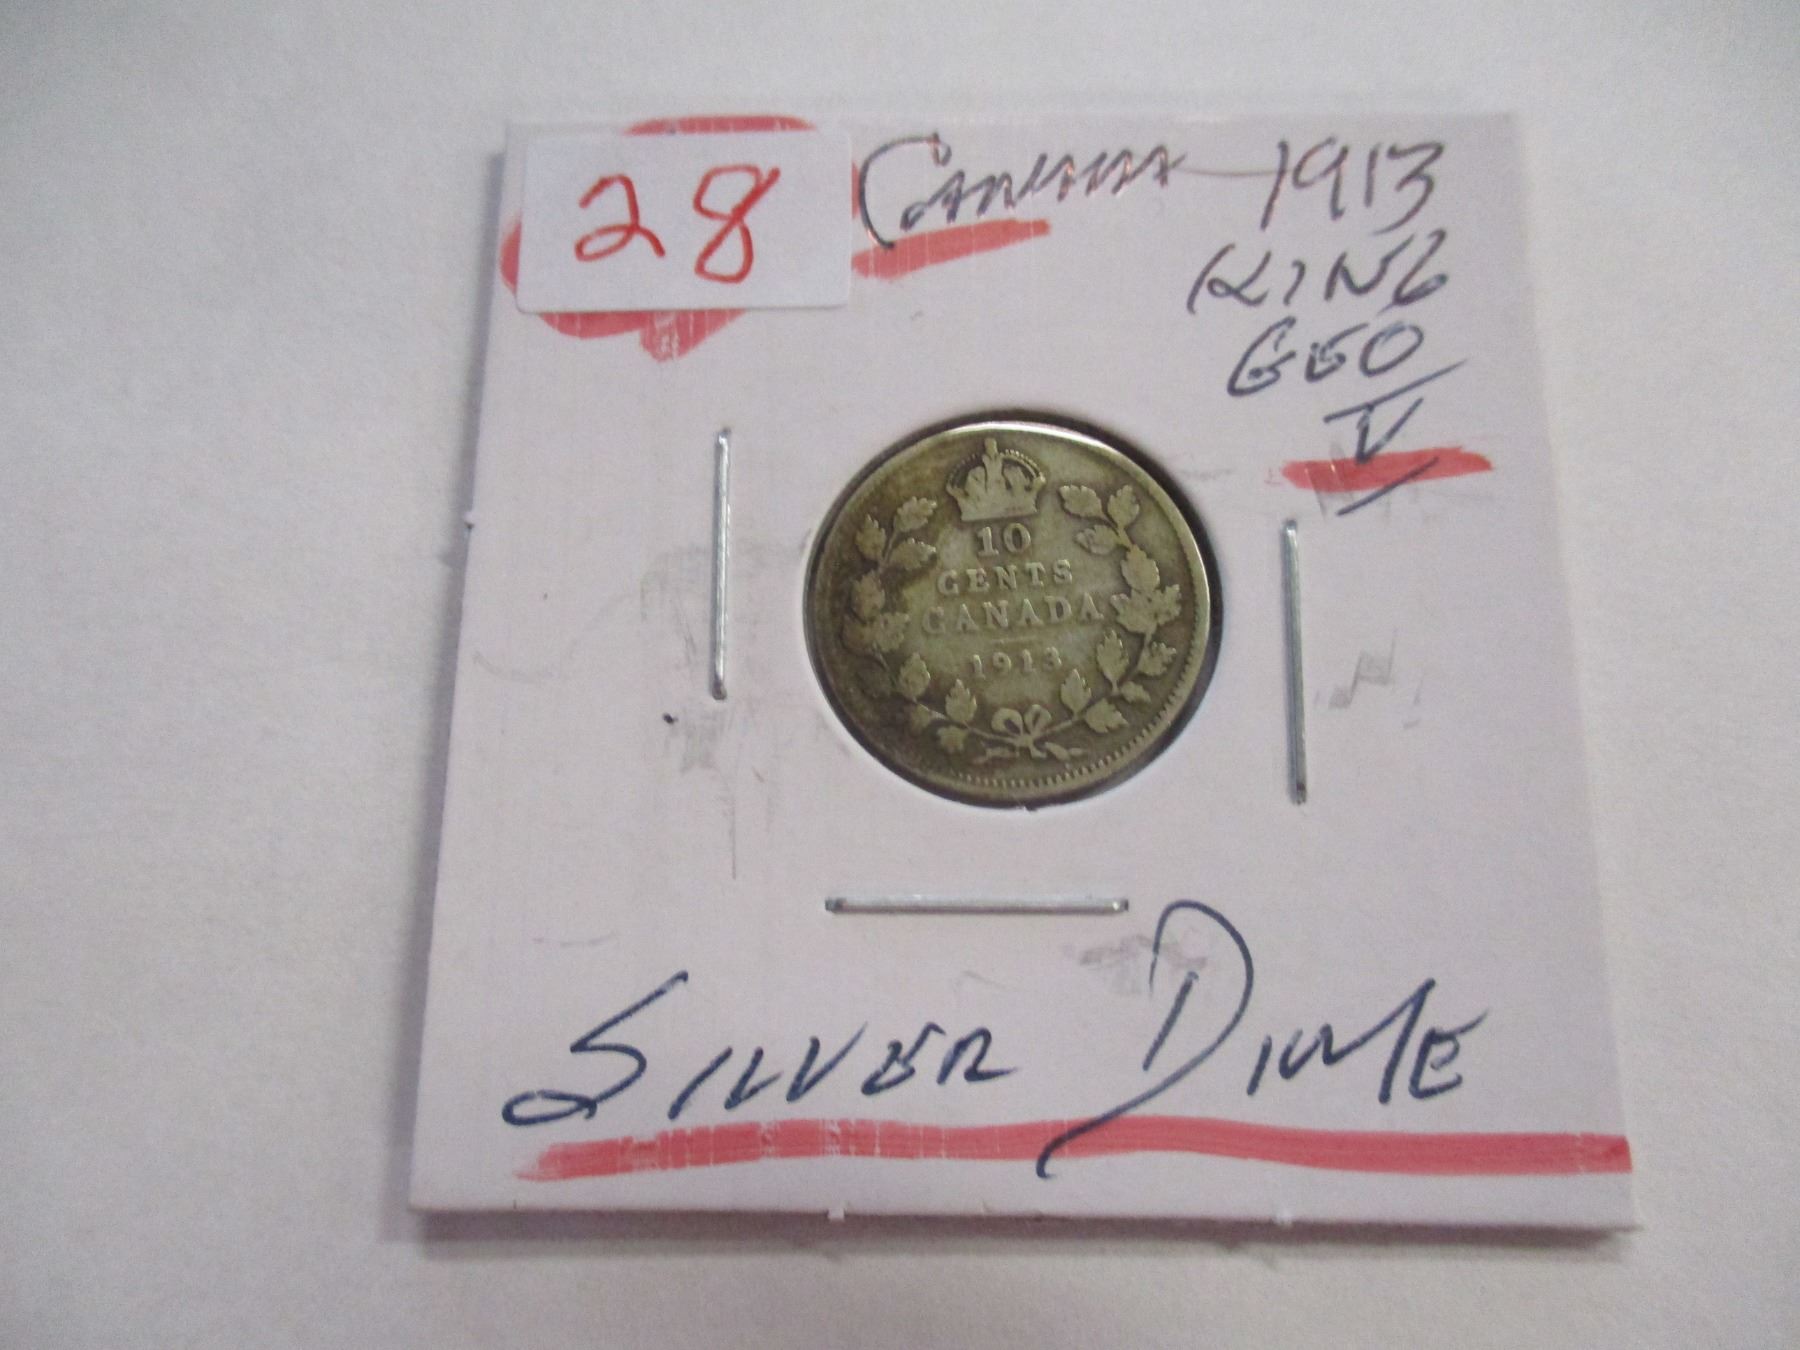 28
CANADA - 1913
KING
GEO
V
10
CENTS
CANADA
1913
SILVER DIME